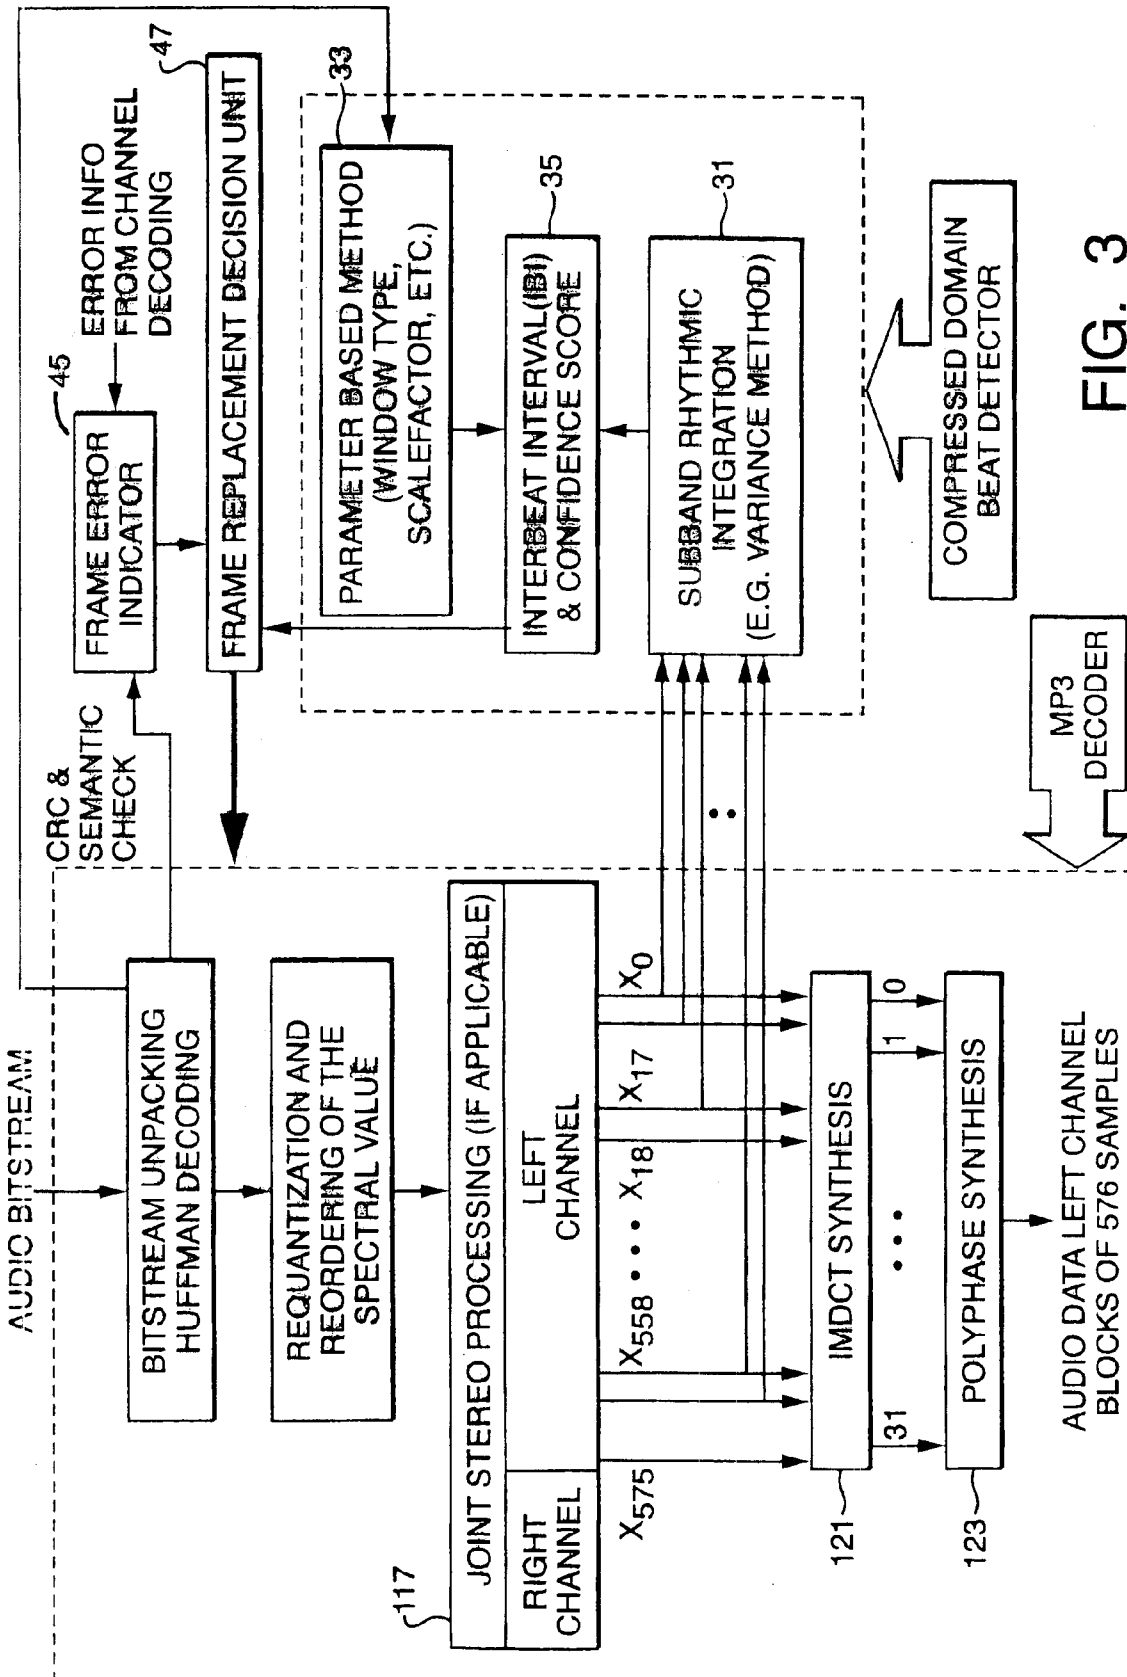 AUDIO BITSTREAM
BITSTREAM UNPACKING
HUFFMAN DECODING
REQUANTIZATION AND
REORDERING OF THE
SPECTRAL VALUE
117
JOINT STEREO PROCESSING (IF APPLICABLE)
RIGHT
CHANNEL
LEFT
CHANNEL
X575
X558
X18
X17
X0
121
IMDCT SYNTHESIS
31
1
0
123
POLYPHASE SYNTHESIS
AUDIO DATA LEFT CHANNEL
BLOCKS OF 576 SAMPLES
CRC &
SEMANTIC
CHECK
45
FRAME ERROR
INDICATOR
ERROR INFO
FROM CHANNEL
DECODING
47
FRAME REPLACEMENT DECISION UNIT
33
PARAMETER BASED METHOD
(WINDOW TYPE,
SCALEFACTOR, ETC.)
35
INTERBEAT INTERVAL(IBI)
& CONFIDENCE SCORE
31
SUBBAND RHYTHMIC
INTEGRATION
(E.G. VARIANCE METHOD)
COMPRESSED DOMAIN
BEAT DETECTOR
MP3
DECODER
FIG. 3